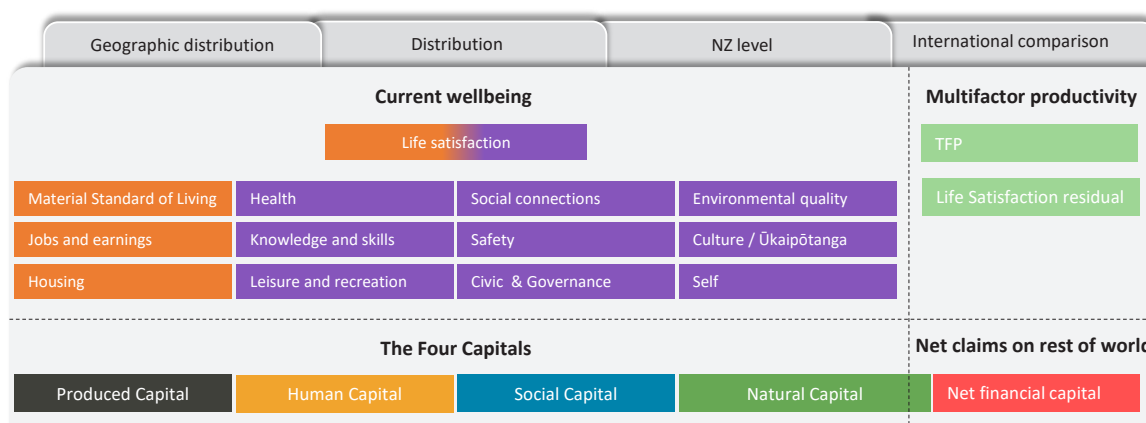 Geographic distribution
Distribution
NZ level
International comparison
Current wellbeing
Multifactor productivity
Life satisfaction
TFP
Material Standard of Living
Health
Social connections
Environmental quality
Life Satisfaction residual
Jobs and earnings
Knowledge and skills
Safety
Culture / Ūkaipōtanga
Housing
Leisure and recreation
Civic & Governance
Self
The Four Capitals
Net claims on rest of world
Produced Capital
Human Capital
Social Capital
Natural Capital
Net financial capital